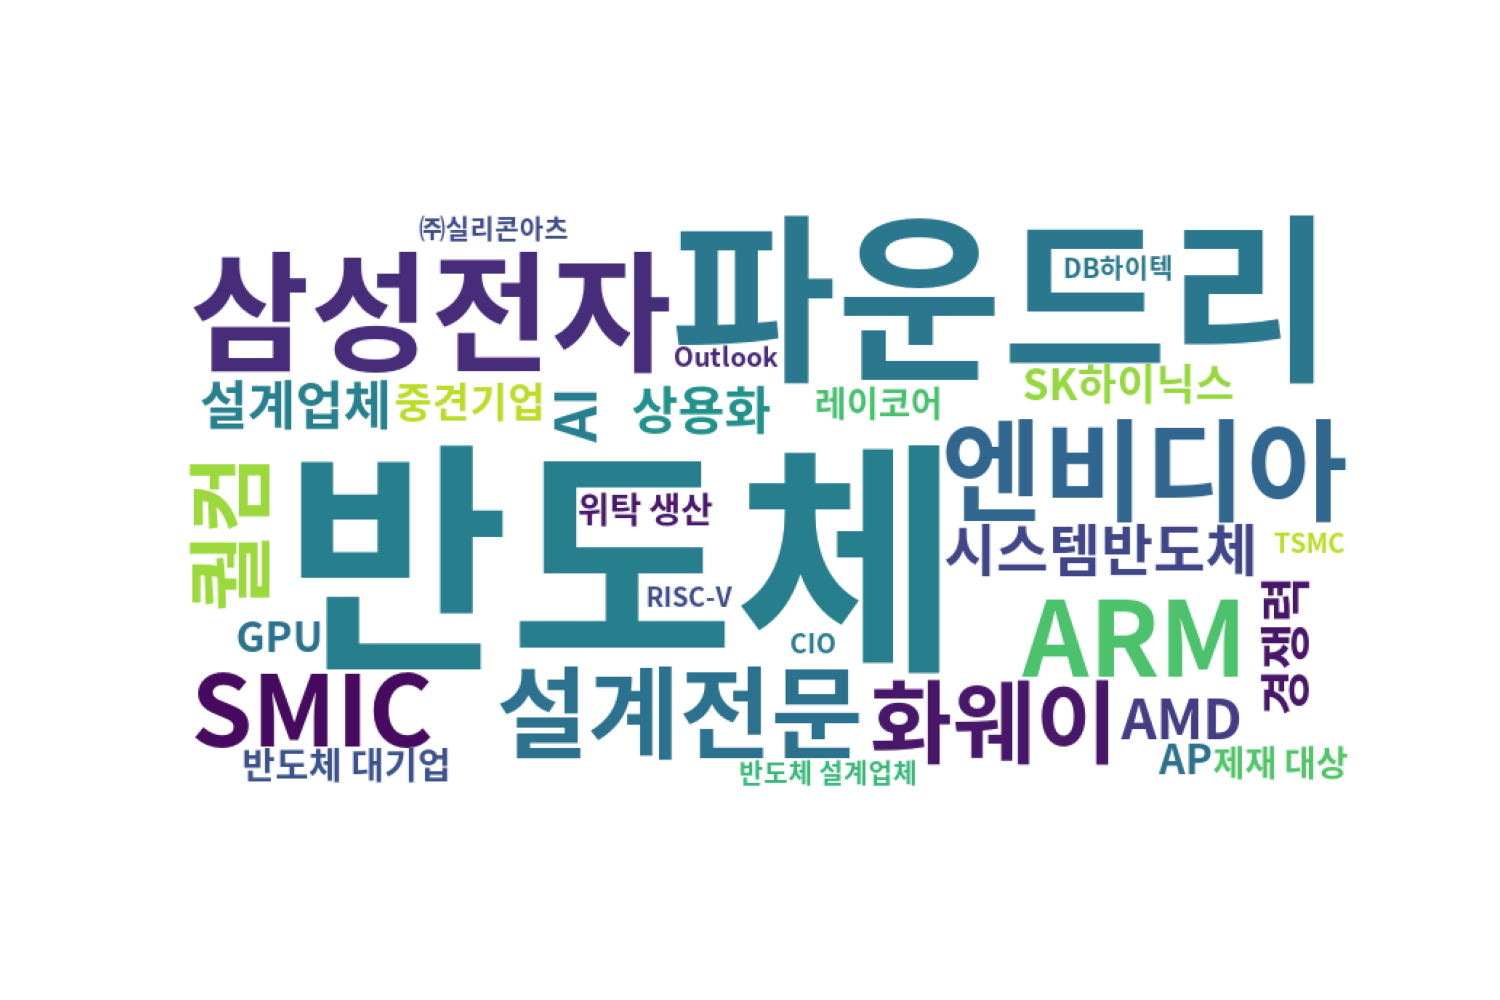 ㈜실리콘아츠
삼성전자
파운드리
DB하이텍
Outlook
설계업체
중견기업
AI
상용화
레이코어
SK하이닉스
퀄컴
반도체
위탁 생산
RISC-V
CIO
엔비디아
시스템반도체
TSMC
GPU
ARM
경쟁력
SMIC
설계전문
화웨이
AMD
반도체 대기업
반도체 설계업체
AP
제재 대상